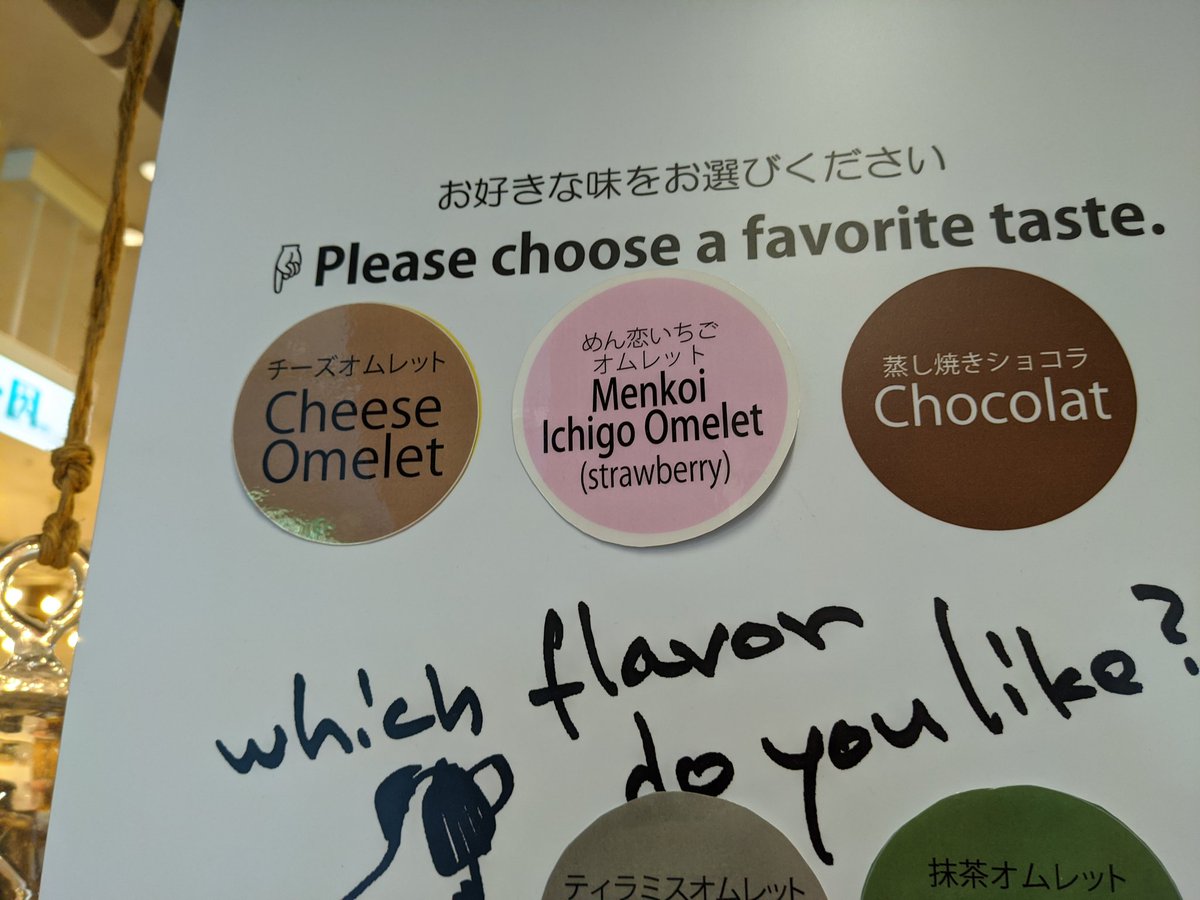 お好きな味をお選びください
Please choose a favorite taste.
チーズオムレット
Cheese
Omelet
めん恋いちご
オムレット
Menkoi
Ichigo Omelet
(strawberry)
蒸し焼きショコラ
Chocolat
which flavor
do you like?
ティラミスオムレット
抹茶オムレット